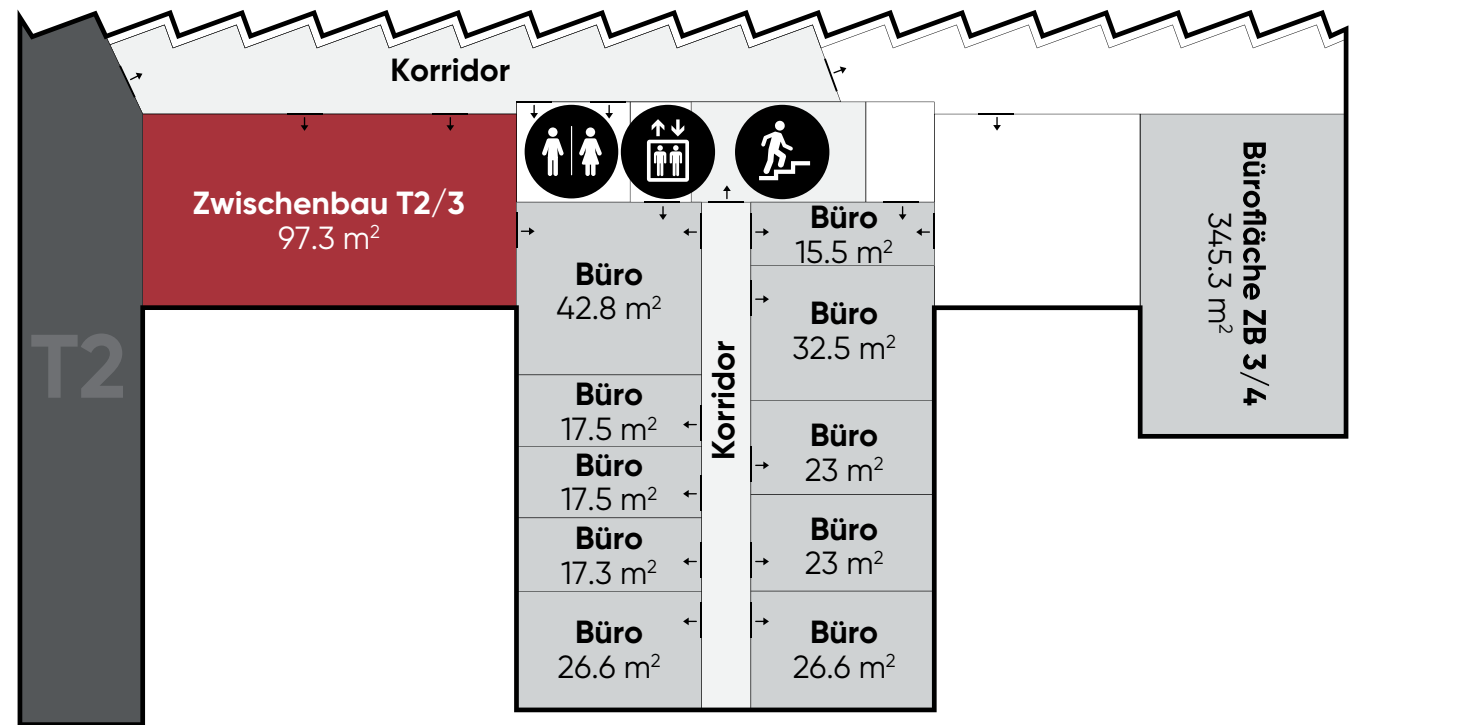 Korridor
Zwischenbau T2/3
97.3 m²
T2
Büro
42.8 m²
Büro
17.5 m²
Büro
17.5 m²
Büro
17.3 m²
Büro
26.6 m²
Korridor
Büro
15.5 m²
Büro
32.5 m²
Büro
23 m²
Büro
23 m²
Büro
26.6 m²
Bürofläche ZB 3/4
345.3 m²